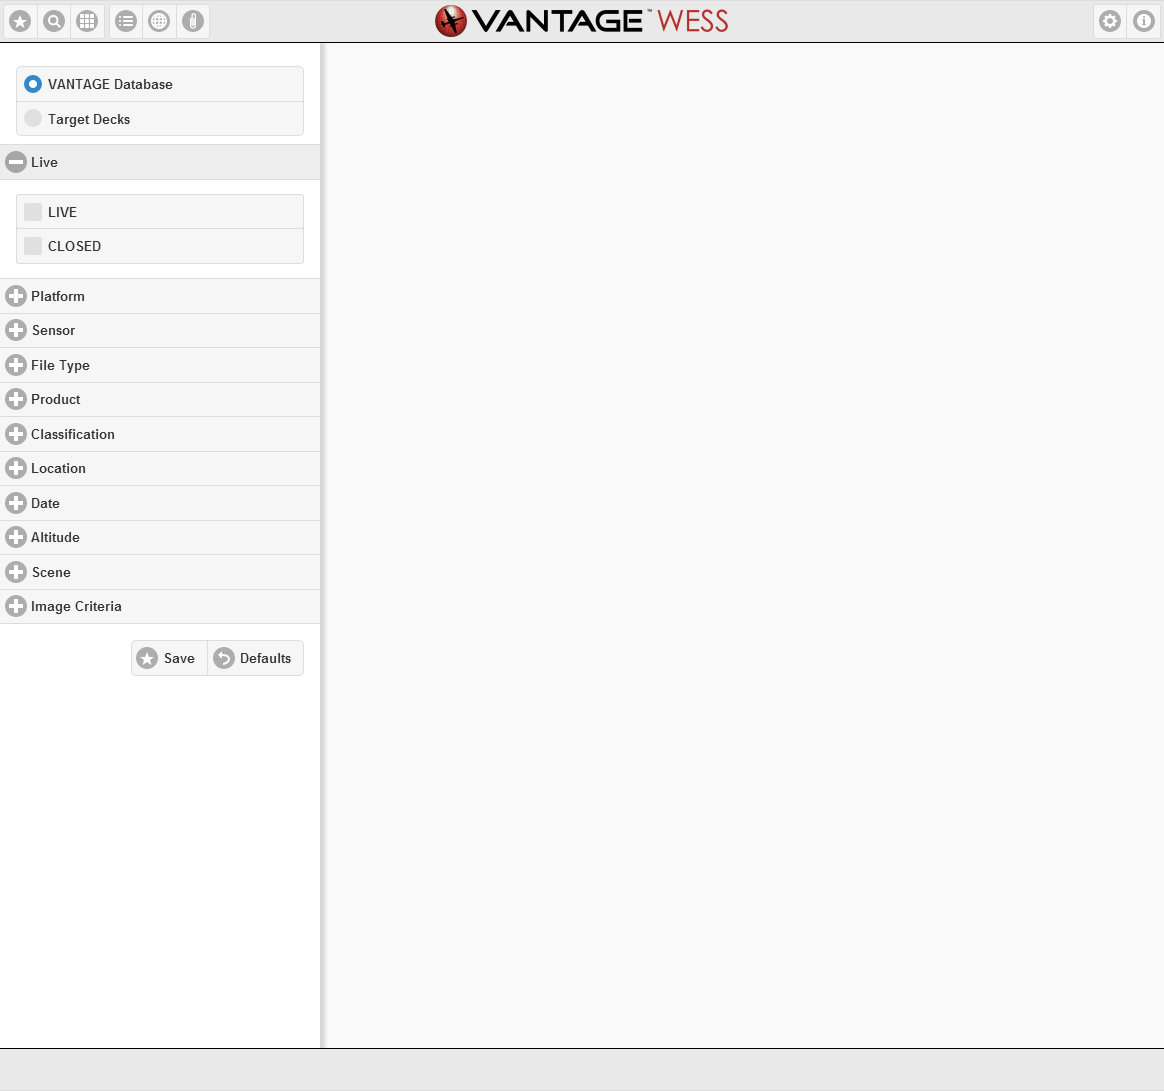 VANTAGE™ WESS
VANTAGE Database
Target Decks
Live
LIVE
CLOSED
Platform
Sensor
File Type
Product
Classification
Location
Date
Altitude
Scene
Image Criteria
Save Defaults